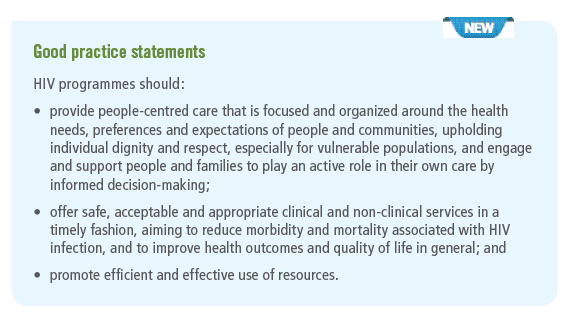 NEW
Good practice statements
HIV programmes should:
• provide people-centred care that is focused and organized around the health
needs, preferences and expectations of people and communities, upholding
individual dignity and respect, especially for vulnerable populations, and engage
and support people and families to play an active role in their own care by
informed decision-making;
• offer safe, acceptable and appropriate clinical and non-clinical services in a
timely fashion, aiming to reduce morbidity and mortality associated with HIV
infection, and to improve health outcomes and quality of life in general; and
• promote efficient and effective use of resources.